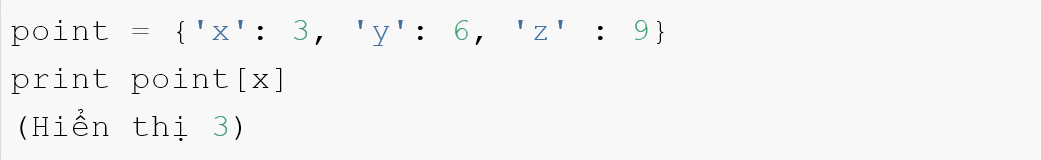 point = {'x': 3, 'y': 6, 'z' : 9}
print point[x]
(Hiển thị 3)